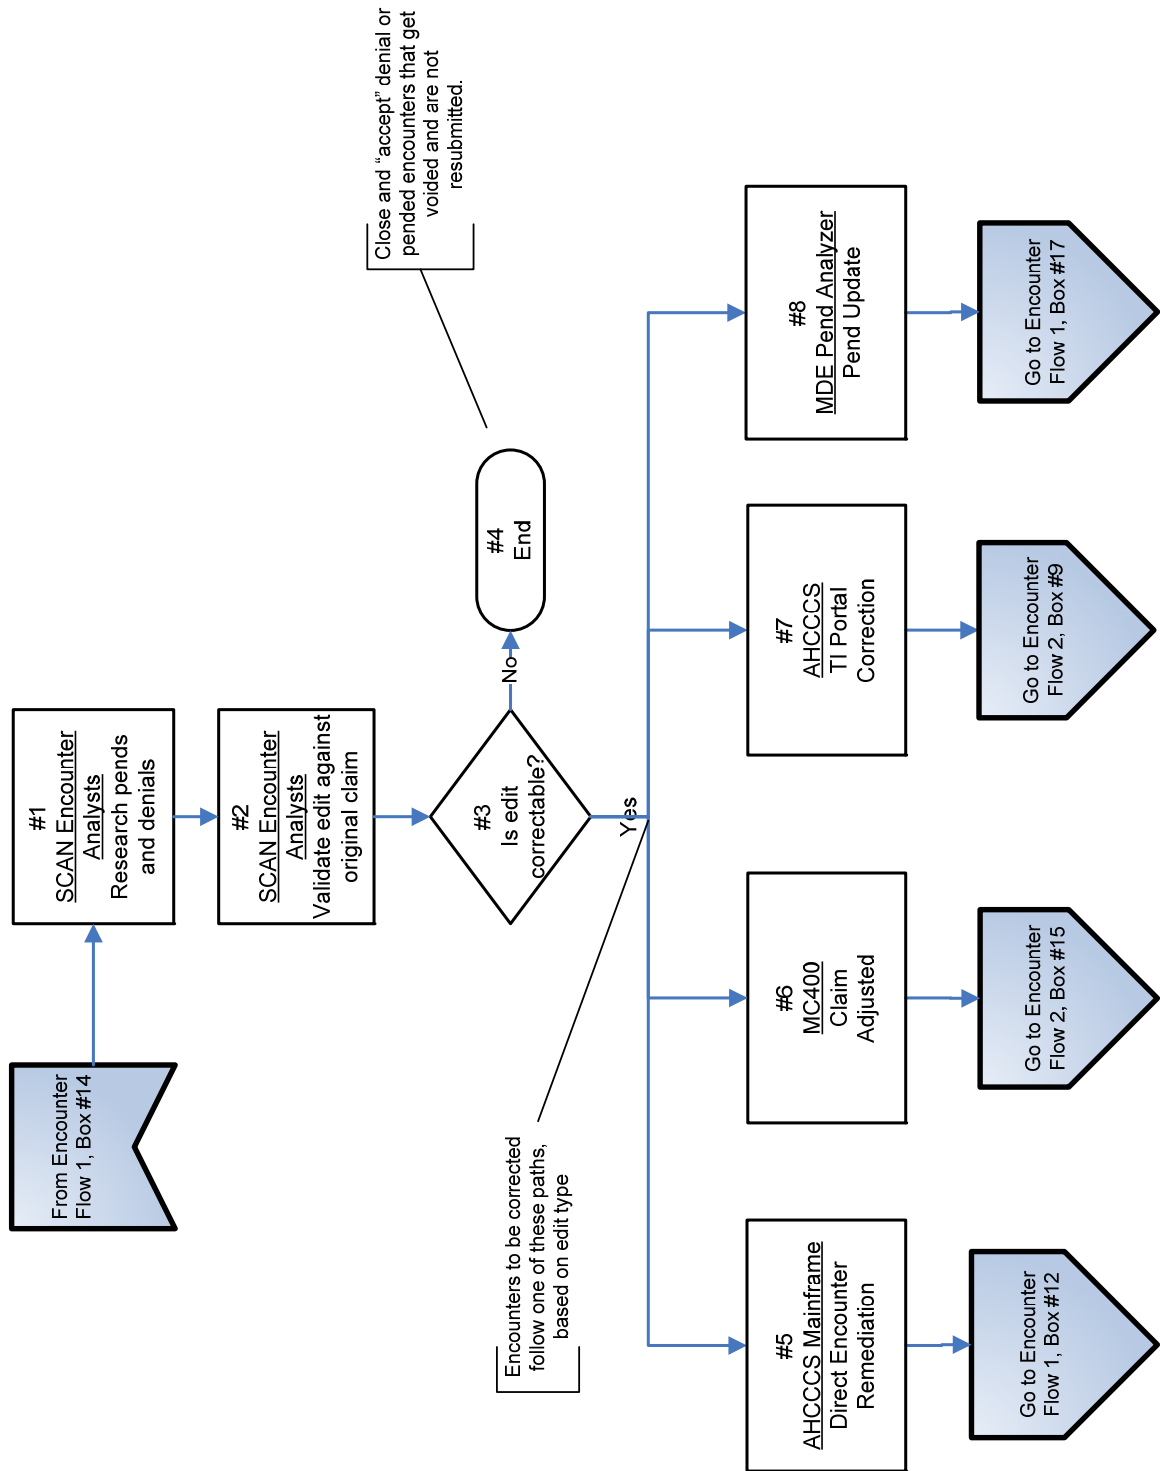 From Encounter
Flow 1, Box #14
#1
SCAN Encounter
Analysts
Research pends
and denials
#2
SCAN Encounter
Analysts
Validate edit against
original claim
#3
Is edit
correctable?
No
#4
End
Close and “accept” denial or
pended encounters that get
voided and are not
resubmitted.
Yes
Encounters to be corrected
follow one of these paths,
based on edit type
#5
AHCCCS Mainframe
Direct Encounter
Remediation
#6
MC400
Claim
Adjusted
#7
AHCCCS
TI Portal
Correction
#8
MDE Pend Analyzer
Pend Update
Go to Encounter
Flow 1, Box #12
Go to Encounter
Flow 2, Box #15
Go to Encounter
Flow 2, Box #9
Go to Encounter
Flow 1, Box #17